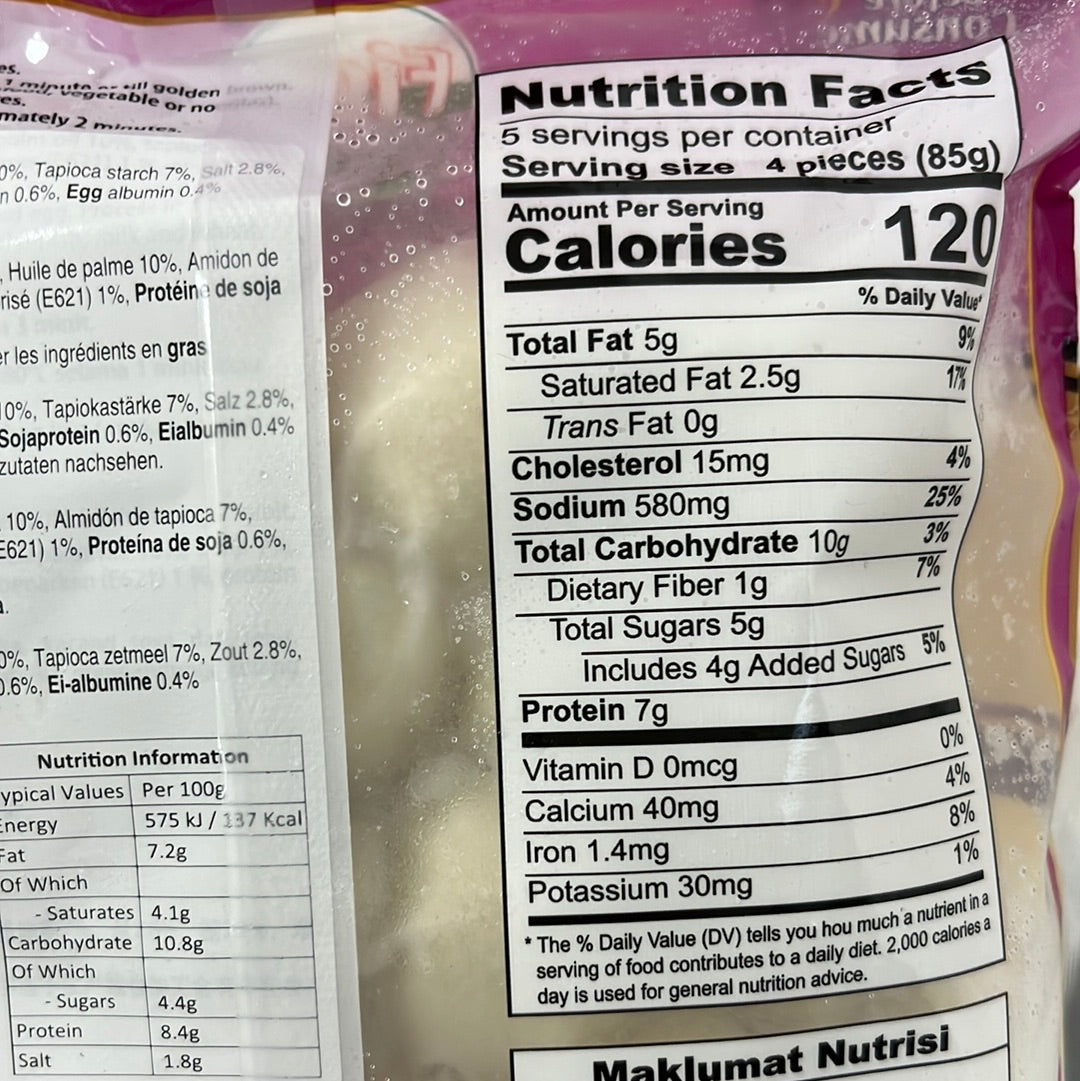 es.
1 minute or till golden brown.
vegetable or no
res.
mately 2 minutes.
0%, Tapioca starch 7%, Salt 2.8%,
n 0.6%, Egg albumin 0.4%
, Huile de palme 10%, Amidon de
risé (E621) 1%, Protéine de soja
er les ingrédients en gras
10%, Tapiokastärke 7%, Salz 2.8%,
Sojaprotein 0.6%, Eialbumin 0.4%
zutaten nachsehen.
10%, Almidón de tapioca 7%,
E621) 1%, Proteína de soja 0.6%,
a.
0%, Tapioca zetmeel 7%, Zout 2.8%,
0.6%, Ei-albumine 0.4%
Nutrition Information
ypical Values Per 100g
Energy 575 kJ / 137 Kcal
Fat 7.2g
Of Which
- Saturates 4.1g
Carbohydrate 10.8g
Of Which
- Sugars 4.4g
Protein 8.4g
Salt 1.8g
Consum
Nutrition Facts
5 servings per container
Serving size 4 pieces (85g)
Amount Per Serving
Calories 120
% Daily Value*
Total Fat 5g 9%
Saturated Fat 2.5g 17%
Trans Fat 0g
Cholesterol 15mg 4%
Sodium 580mg 25%
Total Carbohydrate 10g 3%
Dietary Fiber 1g 7%
Total Sugars 5g
Includes 4g Added Sugars 5%
Protein 7g
Vitamin D 0mcg 0%
Calcium 40mg 4%
Iron 1.4mg 8%
Potassium 30mg 1%
* The % Daily Value (DV) tells you hou much a nutrient in a
serving of food contributes to a daily diet. 2,000 calories a
day is used for general nutrition advice.
Maklumat Nutrisi